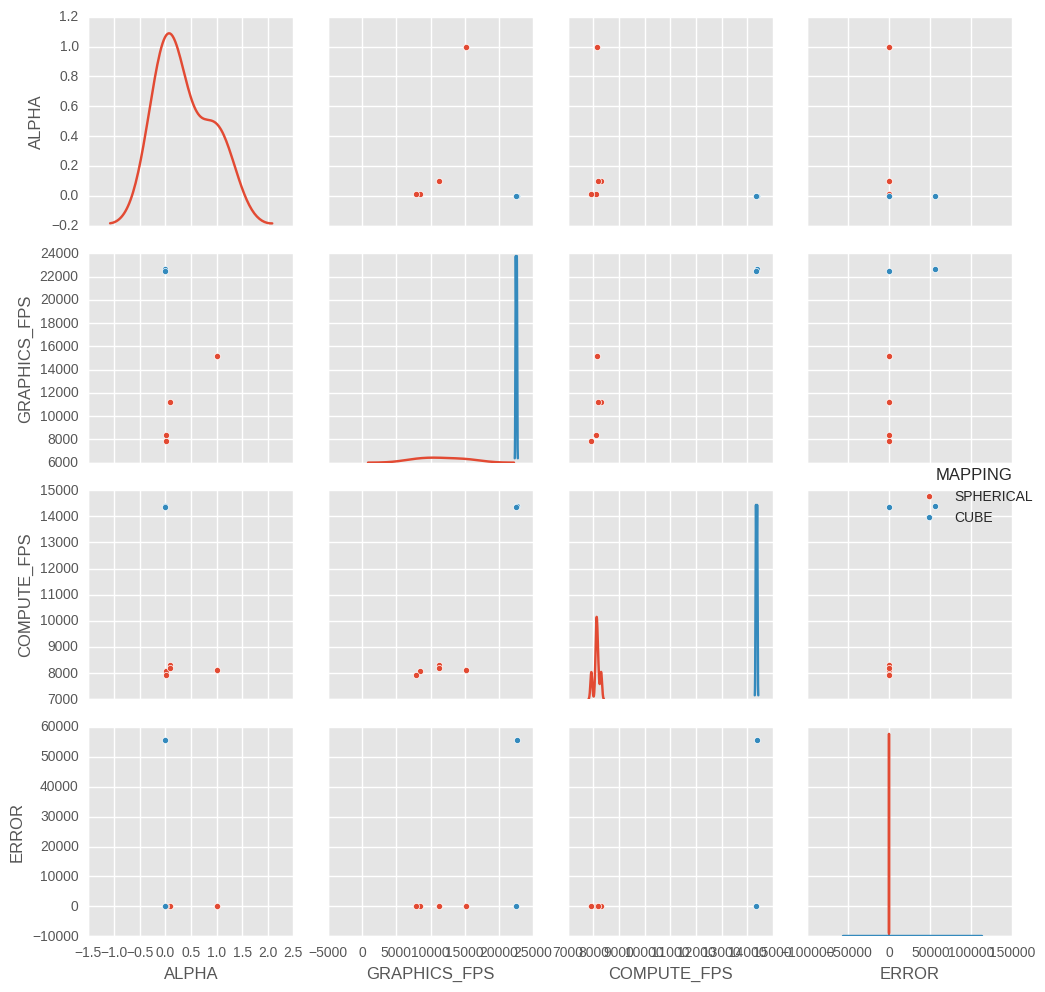 1.2
1.0
0.8
0.6
0.4
0.2
0.0
−0.2
ALPHA
24000
22000
20000
18000
16000
14000
12000
10000
8000
6000
GRAPHICS_FPS
MAPPING
SPHERICAL
CUBE
15000
14000
13000
12000
11000
10000
9000
8000
7000
COMPUTE_FPS
60000
50000
40000
30000
20000
10000
0
−10000
ERROR
−1.5 −1.0 −0.5 0.0 0.5 1.0 1.5 2.0 2.5
−5000 0 5000 10000 15000 20000 25000
7000 8000 9000 10000 11000 12000 13000 14000 15000
−100000 −50000 0 50000 100000 150000
ALPHA GRAPHICS_FPS COMPUTE_FPS ERROR